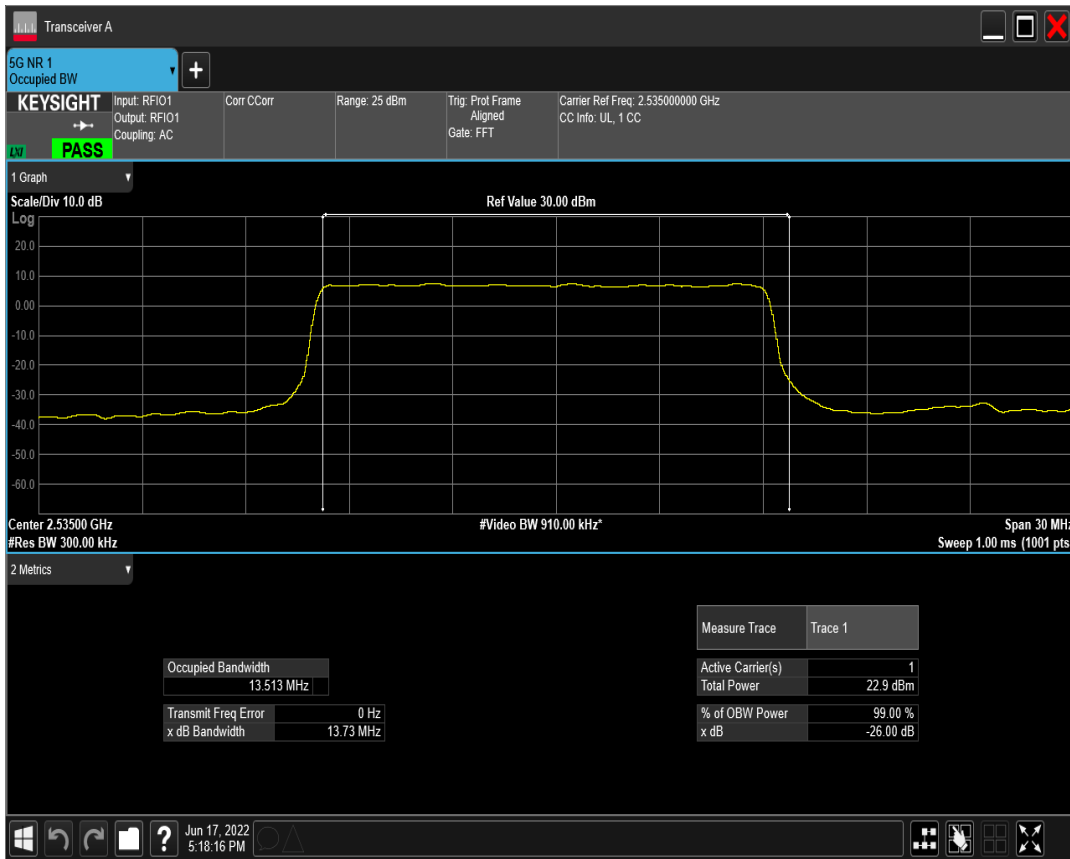 Transceiver A
5G NR 1
Occupied BW
+
KEYSIGHT
LXI
PASS
Input: RFIO1
Output: RFIO1
Coupling: AC
Corr CCorr
Range: 25 dBm
Trig: Prot Frame
Aligned
Gate: FFT
Carrier Ref Freq: 2.535000000 GHz
CC Info: UL, 1 CC
1 Graph
Scale/Div 10.0 dB
Ref Value 30.00 dBm
Log
20.0
10.0
0.00
-10.0
-20.0
-30.0
-40.0
-50.0
-60.0
Center 2.53500 GHz
#Video BW 910.00 kHz*
Span 30 MHz
#Res BW 300.00 kHz
Sweep 1.00 ms (1001 pts
2 Metrics
Measure Trace Trace 1
Occupied Bandwidth
13.513 MHz
Active Carrier(s) 1
Total Power 22.9 dBm
Transmit Freq Error 0 Hz
x dB Bandwidth 13.73 MHz
% of OBW Power 99.00 %
x dB -26.00 dB
?
Jun 17, 2022
5:18:16 PM